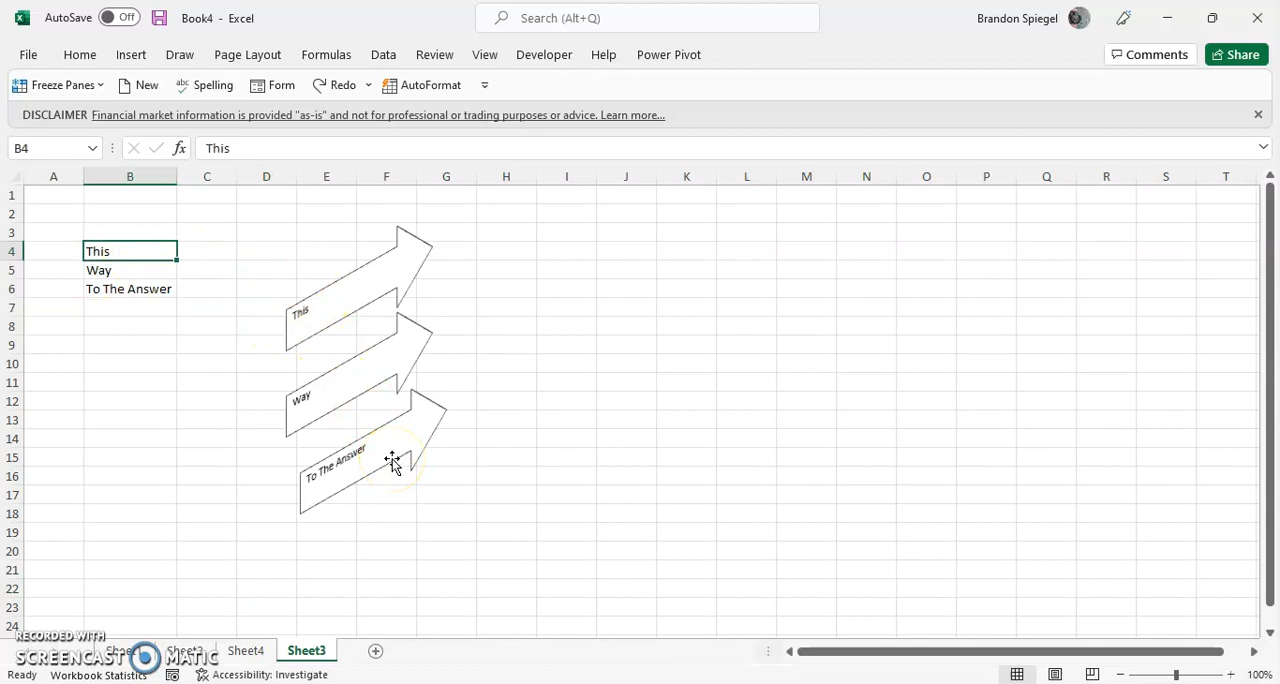 AutoSave Off Book4 - Excel Search (Alt+Q) Brandon Spiegel
File Home Insert Draw Page Layout Formulas Data Review View Developer Help Power Pivot Comments Share
Freeze Panes New abc Spelling Form Redo AutoFormat
DISCLAIMER Financial market information is provided "as-is" and not for professional or trading purposes or advice. Learn more...
B4 fx This
A B C D E F G H I J K L M N O P Q R S T
1
2
3
4 This
5 Way
6 To The Answer
7
This
8
9
10
11
12
Way
13
14
15
To The Answer
16
17
18
19
20
21
22
23
24
RECORDED WITH
SCREENCAST MATIC
Sheet4 Sheet3
Ready Workbook Statistics Accessibility: Investigate 100%